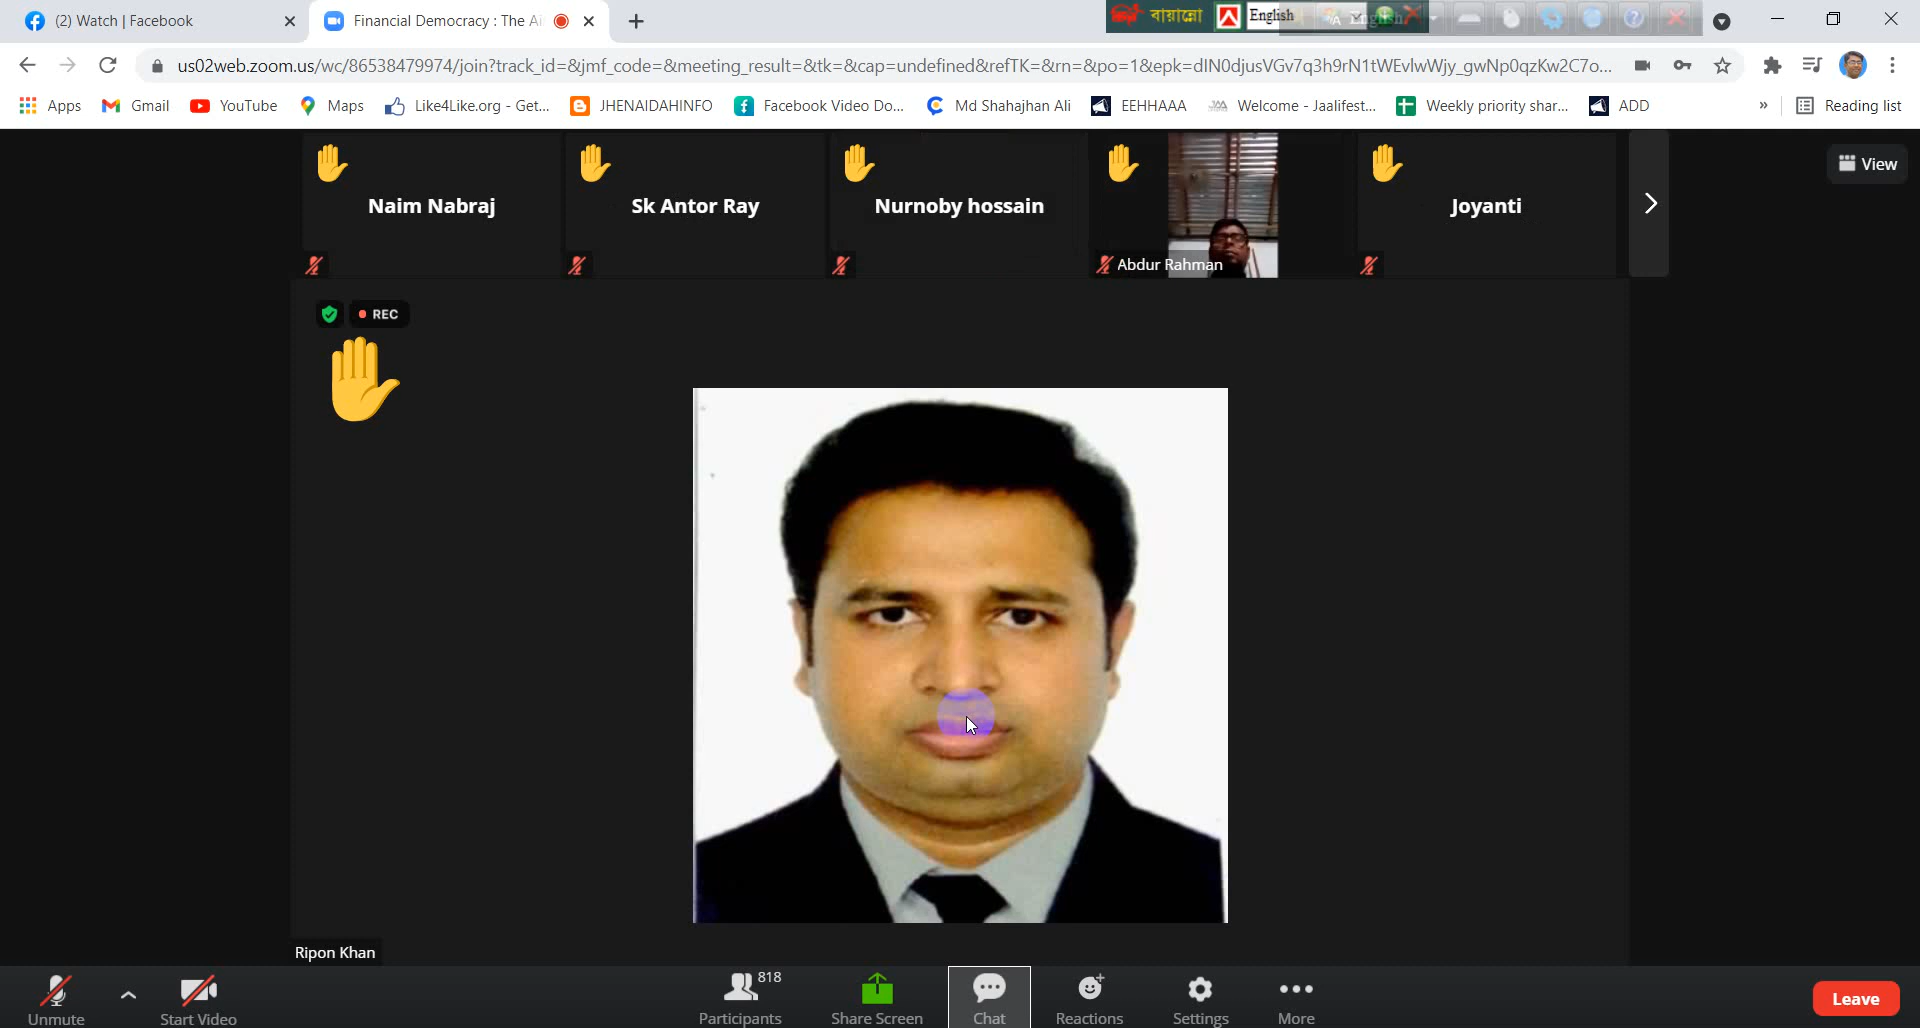 (2) Watch | Facebook
Financial Democracy : The Ai
বায়ান্নো
English
us02web.zoom.us/wc/86538479974/join?track_id=&jmf_code=&meeting_result=&tk=&cap=undefined&refTK=&rn=&po=1&epk=dIN0djusVGv7q3h9rN1tWEvlwWjy_gwNp0qzKw2C7o...
Apps
Gmail
YouTube
Maps
Like4Like.org - Get...
JHENAIDAHINFO
Facebook Video Do...
Md Shahajhan Ali
EEHHAAA
Welcome - Jaalifest...
Weekly priority shar...
ADD
»
Reading list
Naim Nabraj
Sk Antor Ray
Nurnoby hossain
Abdur Rahman
Joyanti
View
REC
Ripon Khan
Unmute
Start Video
818
Participants
Share Screen
Chat
Reactions
Settings
More
Leave